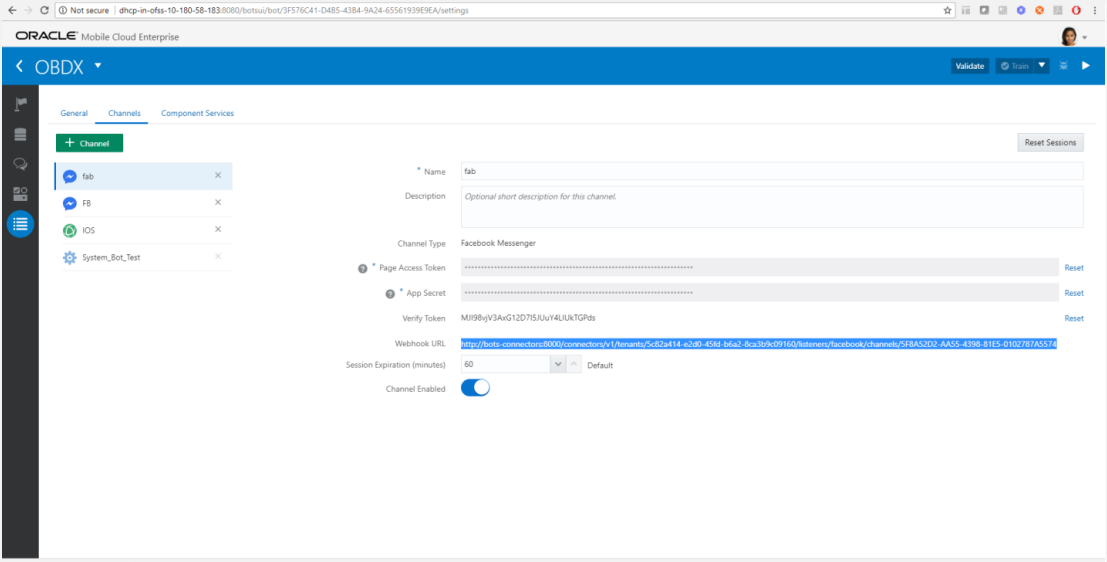 Not secure | dhcp-in-ofss-10-180-58-183:8080/botsui/bot/3F576C41-D485-43B4-9A24-65561939E9EA/settings
ORACLE Mobile Cloud Enterprise
OBDX
Validate
Train
General Channels Component Services
+ Channel
Reset Sessions
fab
FB
IOS
System_Bot_Test
* Name fab
Description Optional short description for this channel.
Channel Type Facebook Messenger
* Page Access Token Reset
* App Secret Reset
Verify Token MJI98vjV3AxG12D7I5JUuY4LIUkTGPds Reset
Webhook URL http://bots-connectors:8000/connectors/v1/tenants/5c82a414-e2d0-45fd-b6a2-8ca3b9c09160/listeners/facebook/channels/5F8A52D2-AA55-4398-81E5-0102787A5574
Session Expiration (minutes) 60 Default
Channel Enabled